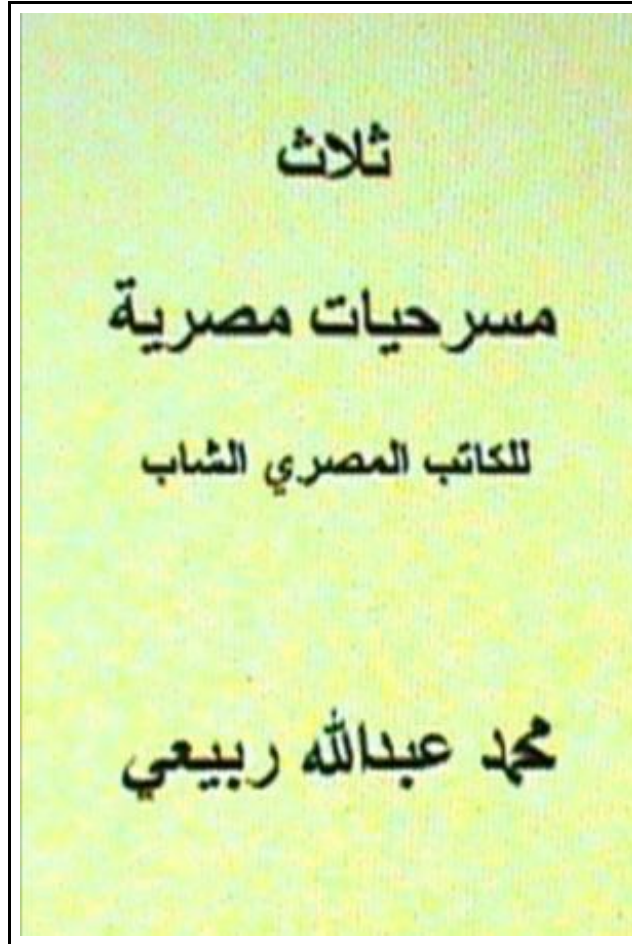 ثلاث
مسرحيات مصرية
للكاتب المصري الشاب
محمد عبدالله ربيعي